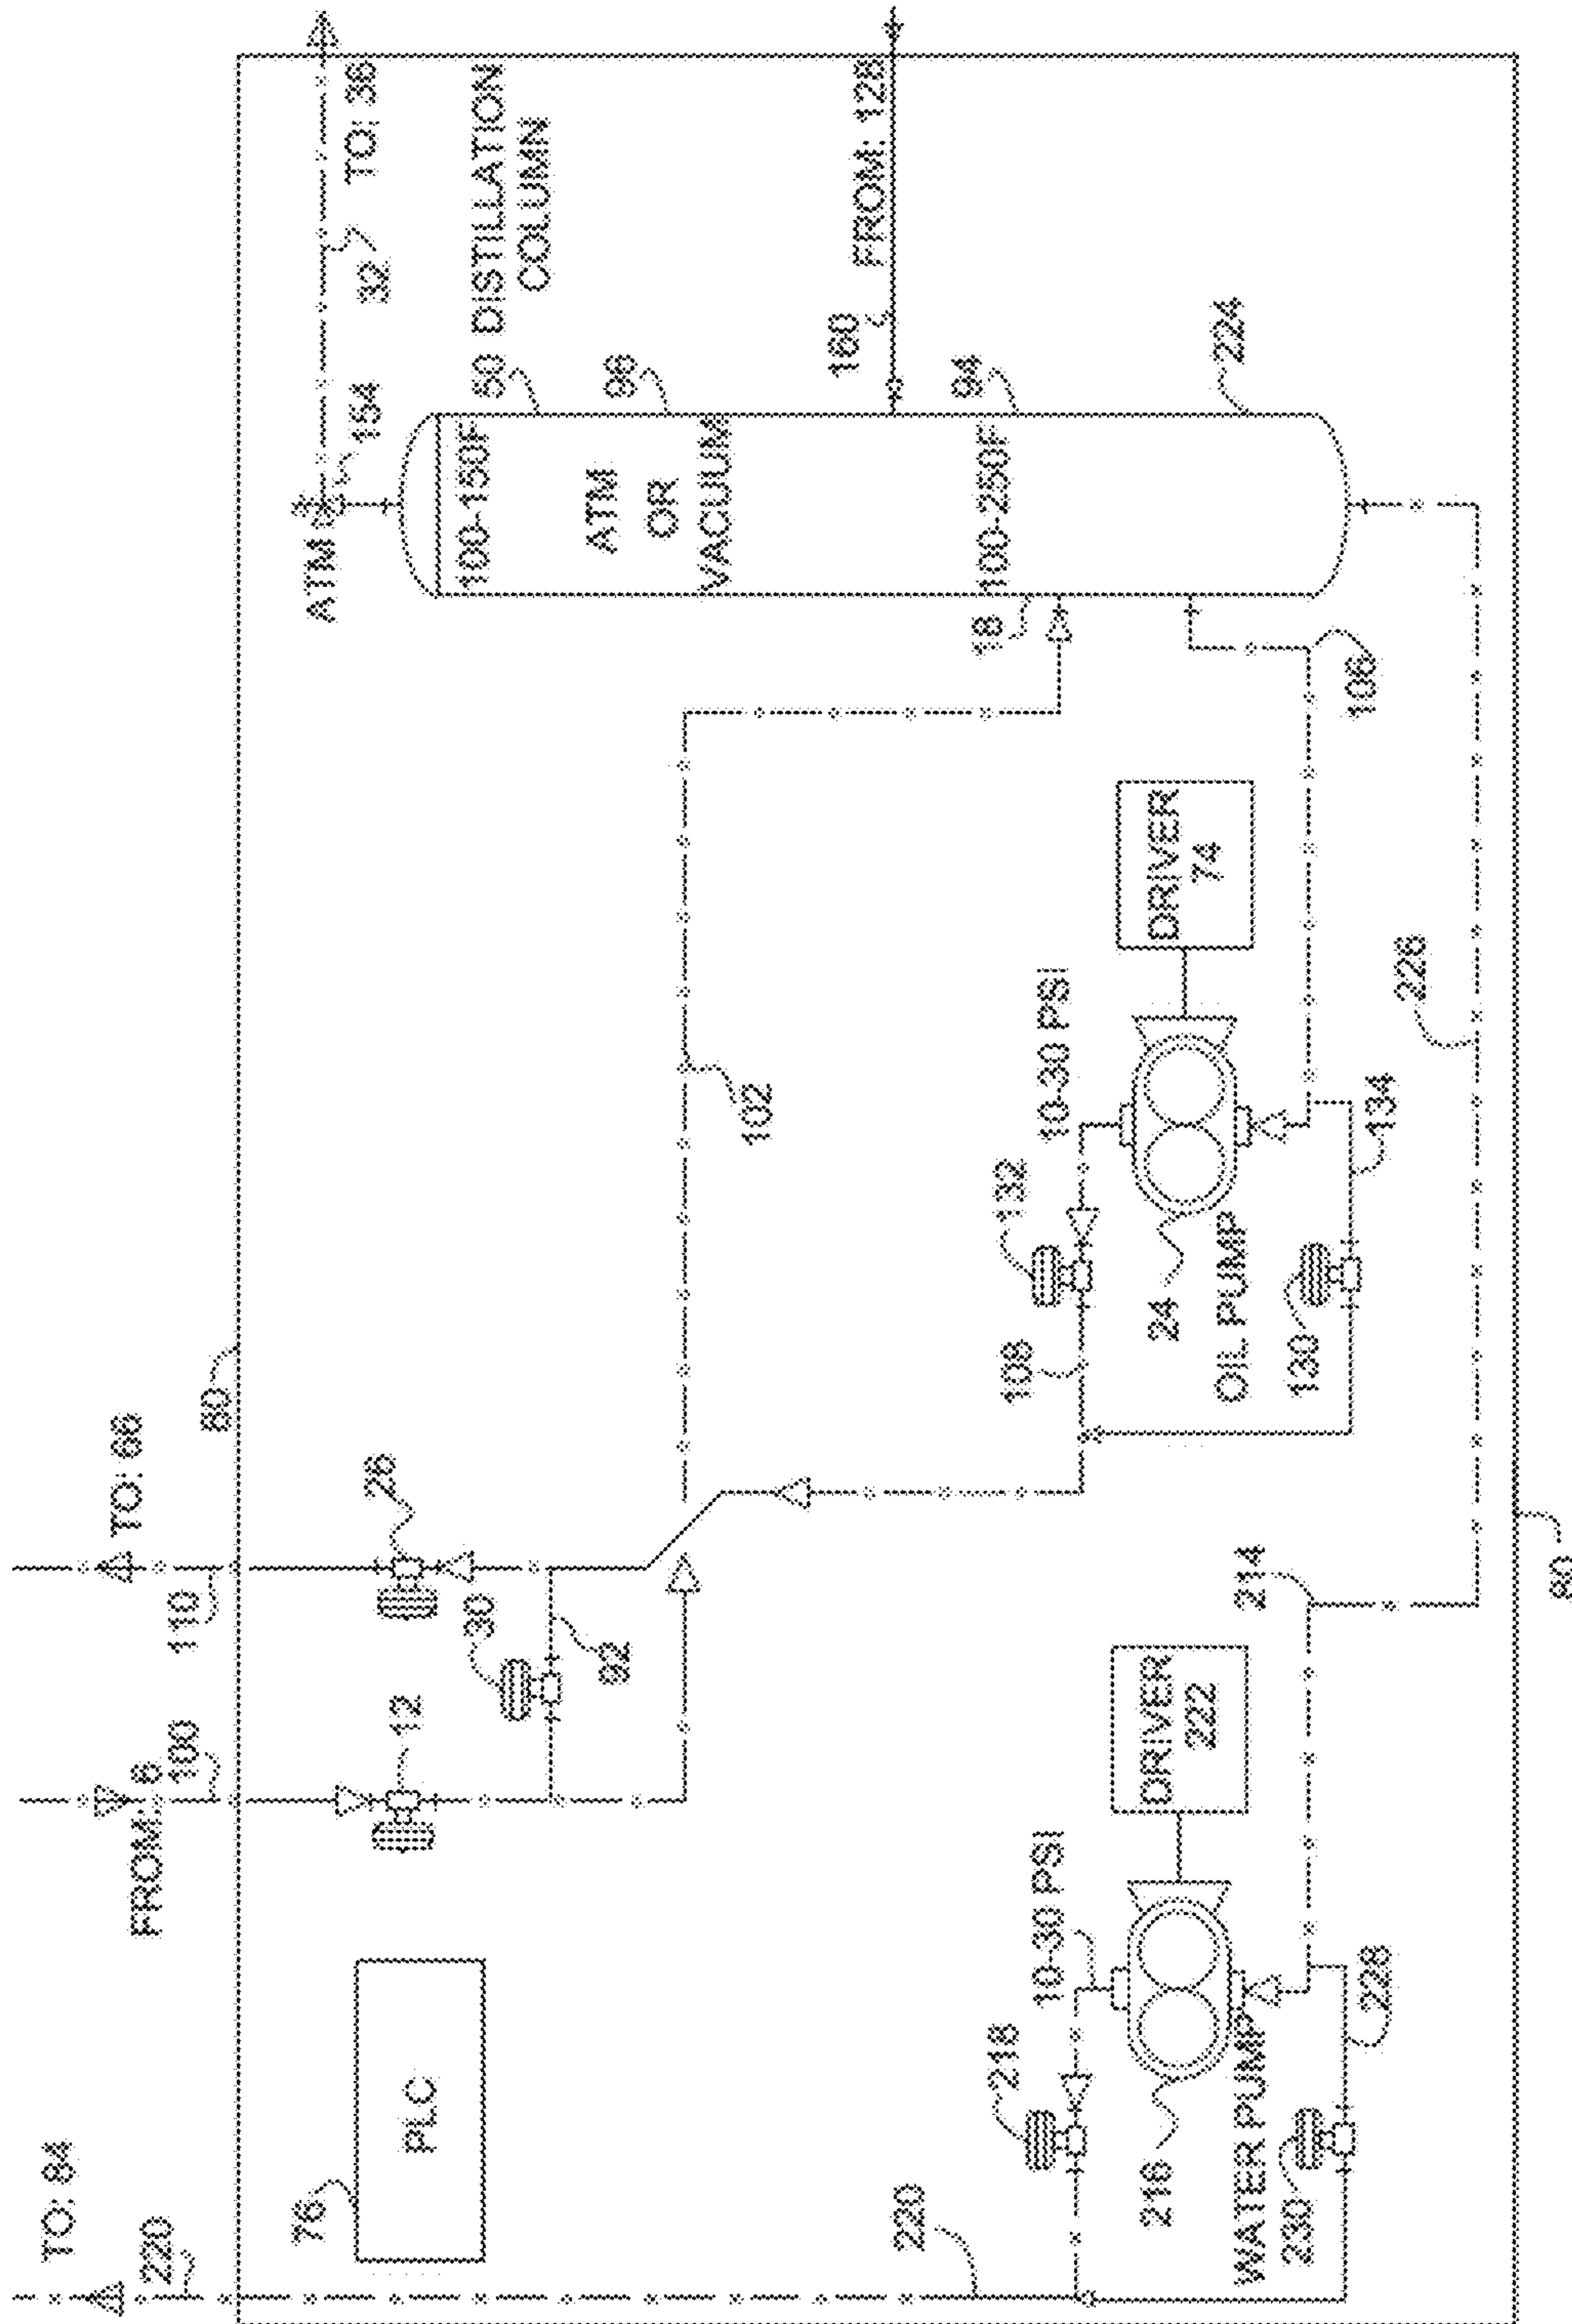 TO: 84
220
FROM: 6
100
110
TO: 66
80
76
PLC
12
30
92
26
102
ATM
154
32
TO: 36
50 DISTILLATION
COLUMN
100-150F
96
ATM
OR
VACUUM
160
FROM: 128
18
100-250F
94
224
106
220
218
10-30 PSI
216
WATER PUMP
230
228
DRIVER
222
214
108
132
10-30 PSI
24
OIL PUMP
130
134
DRIVER
74
226
80